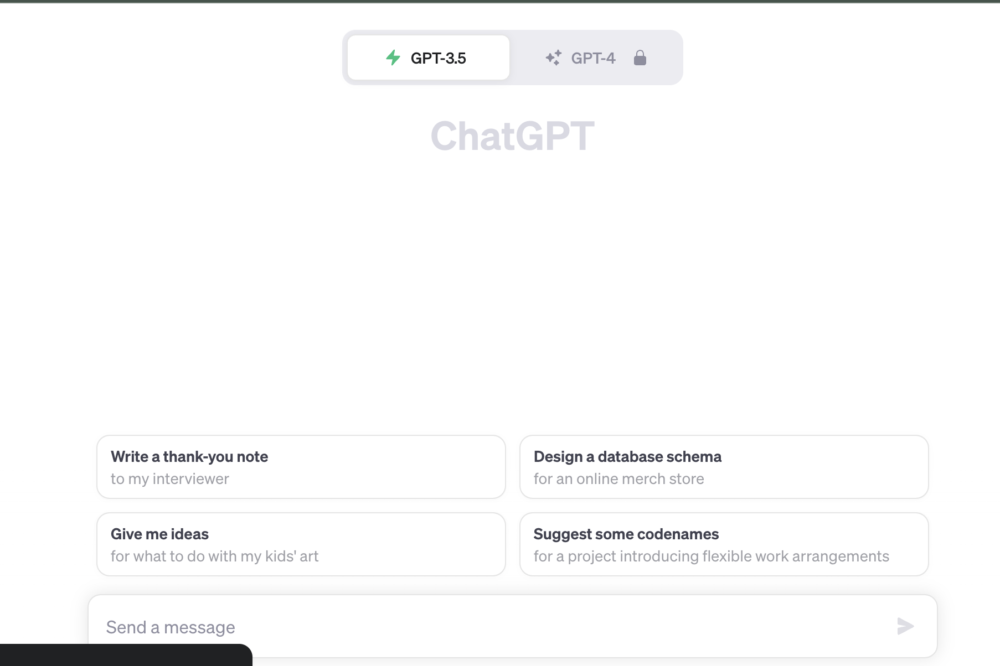 GPT-3.5
GPT-4
ChatGPT
Write a thank-you note
to my interviewer
Design a database schema
for an online merch store
Give me ideas
for what to do with my kids' art
Suggest some codenames
for a project introducing flexible work arrangements
Send a message